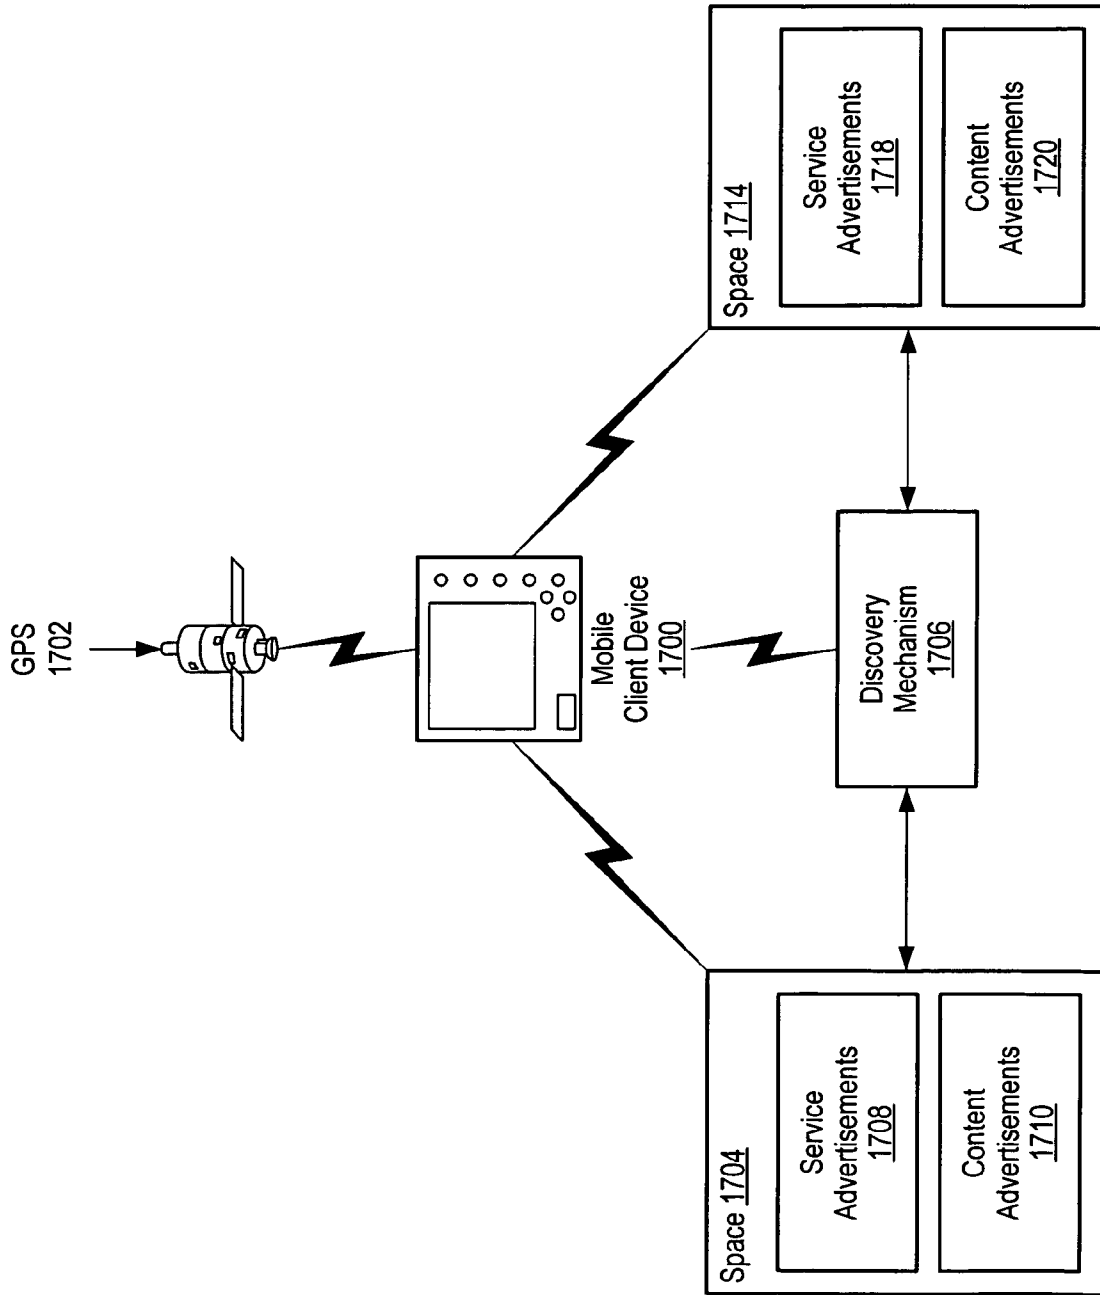 GPS
1702
Mobile
Client Device
1700
Discovery
Mechanism
1706
Space 1704
Service
Advertisements
1708
Content
Advertisements
1710
Space 1714
Service
Advertisements
1718
Content
Advertisements
1720